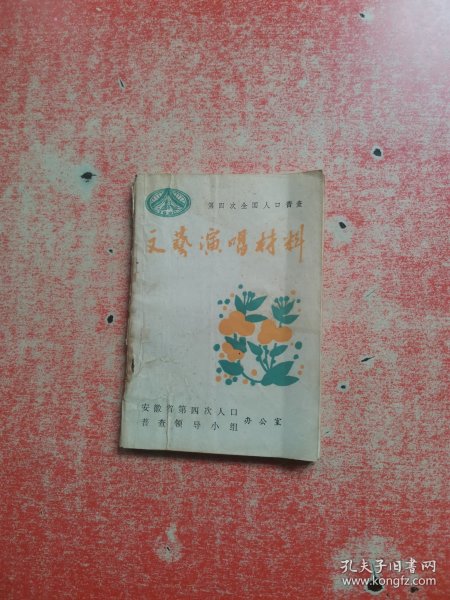 第四次全国人口普查
文艺演唱材料
安徽省第四次人口
普查领导小组办公室
孔夫子旧书网
www.kongfz.com